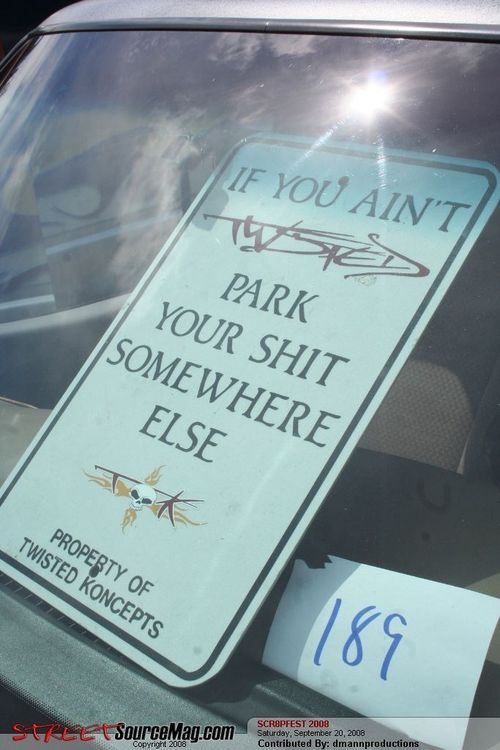 IF YOU AIN'T
TWISTED
PARK
YOUR SHIT
SOMEWHERE
ELSE
T K
PROPERTY OF
TWISTED KONCEPTS
189
STREETSourceMag.com
Copyright 2008
SCR8PFEST 2008
Saturday, September 20, 2008
Contributed By: dmannproductions